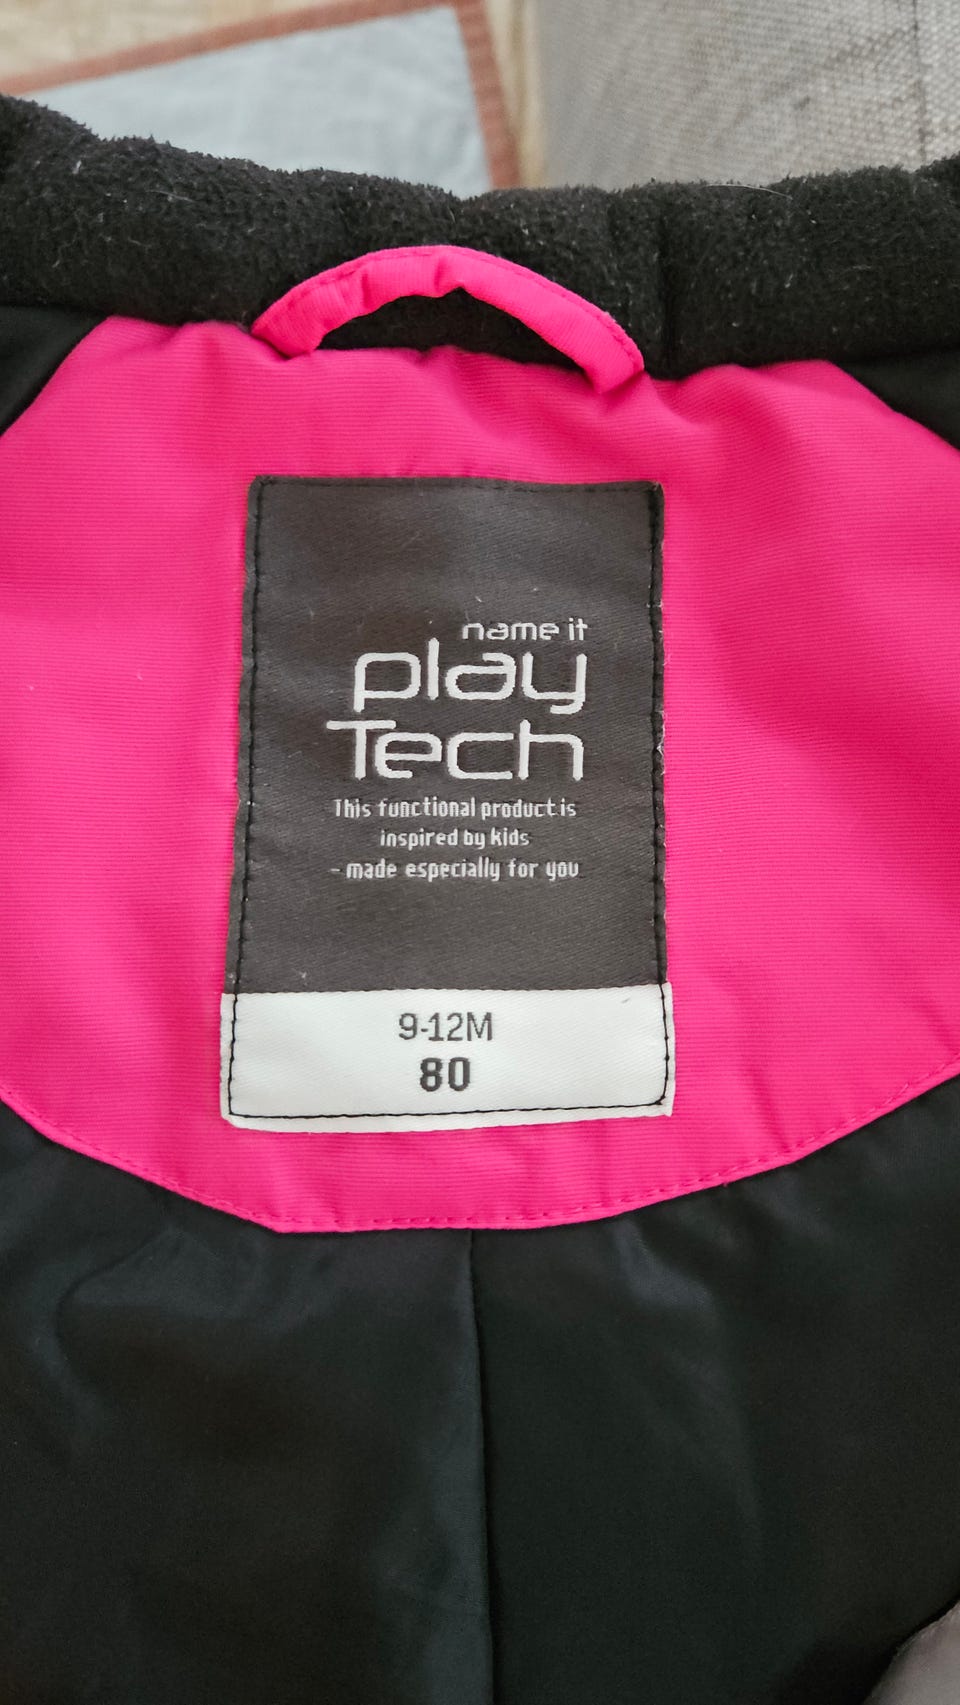 name it
play
Tech
This functional product is
inspired by kids
- made especially for you
9-12M
80